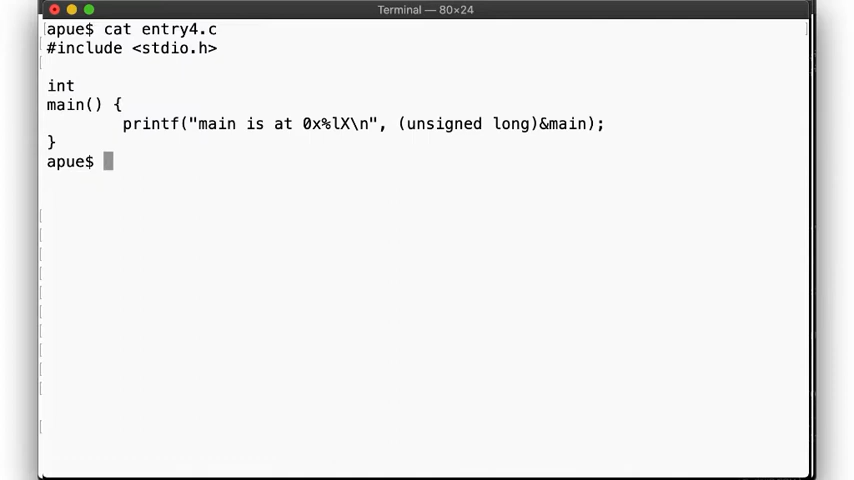 Terminal — 80×24
apue$ cat entry4.c
#include <stdio.h>
int
main() {
printf("main is at 0x%lX\n", (unsigned long)&main);
}
apue$